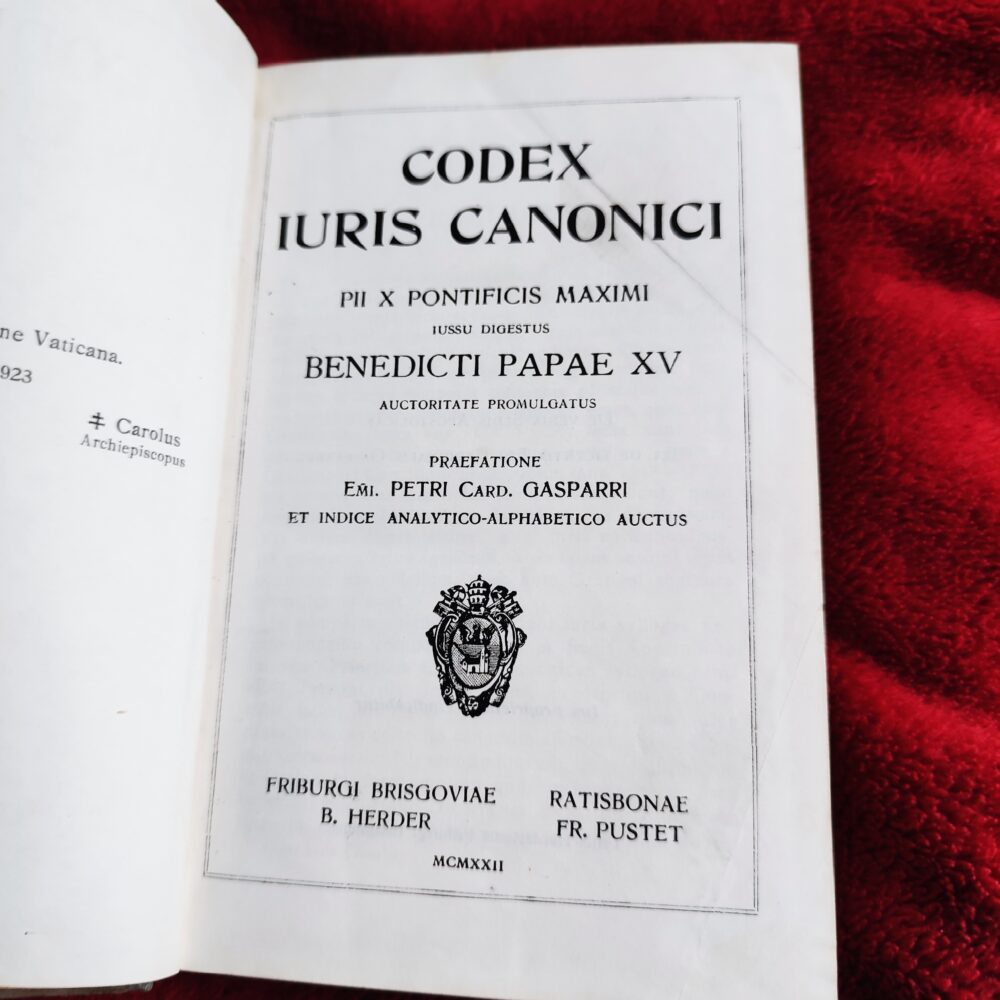 ne Vaticana.
923
‡ Carolus
Archiepiscopus
CODEX
IURIS CANONICI
PII X PONTIFICIS MAXIMI
IUSSU DIGESTUS
BENEDICTI PAPAE XV
AUCTORITATE PROMULGATUS
PRAEFATIONE
Em̃i. PETRI CARD. GASPARRI
ET INDICE ANALYTICO-ALPHABETICO AUCTUS
FRIBURGI BRISGOVIAE
B. HERDER
RATISBONAE
FR. PUSTET
MCMXXII